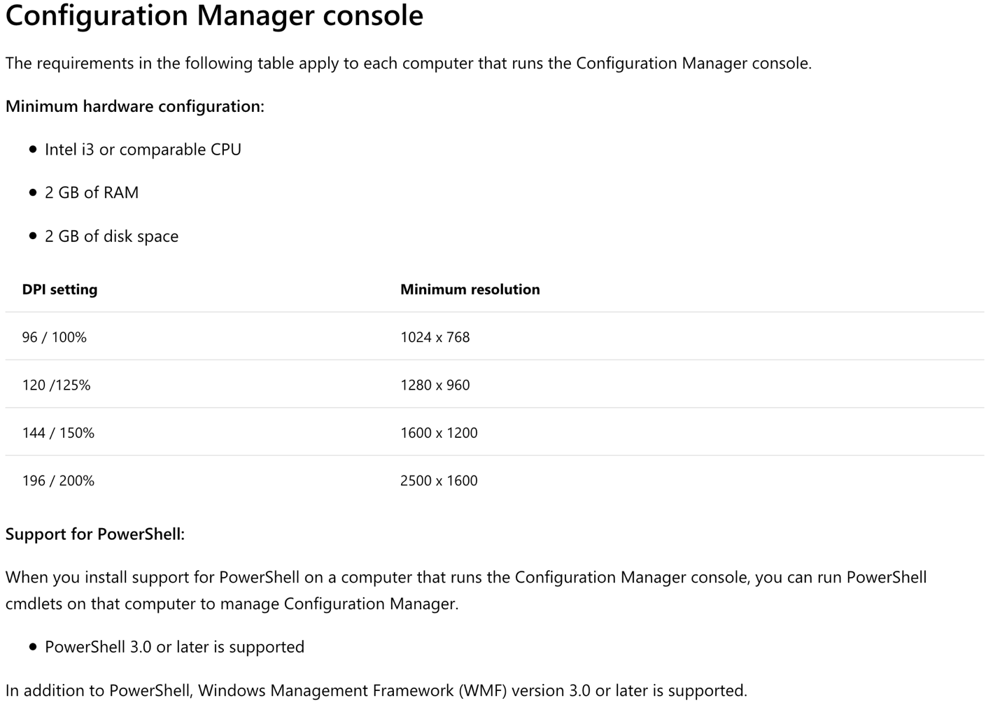 Configuration Manager console
The requirements in the following table apply to each computer that runs the Configuration Manager console.
Minimum hardware configuration:
• Intel i3 or comparable CPU
• 2 GB of RAM
• 2 GB of disk space
DPI setting Minimum resolution
96 / 100% 1024 x 768
120 /125% 1280 x 960
144 / 150% 1600 x 1200
196 / 200% 2500 x 1600
Support for PowerShell:
When you install support for PowerShell on a computer that runs the Configuration Manager console, you can run PowerShell
cmdlets on that computer to manage Configuration Manager.
• PowerShell 3.0 or later is supported
In addition to PowerShell, Windows Management Framework (WMF) version 3.0 or later is supported.